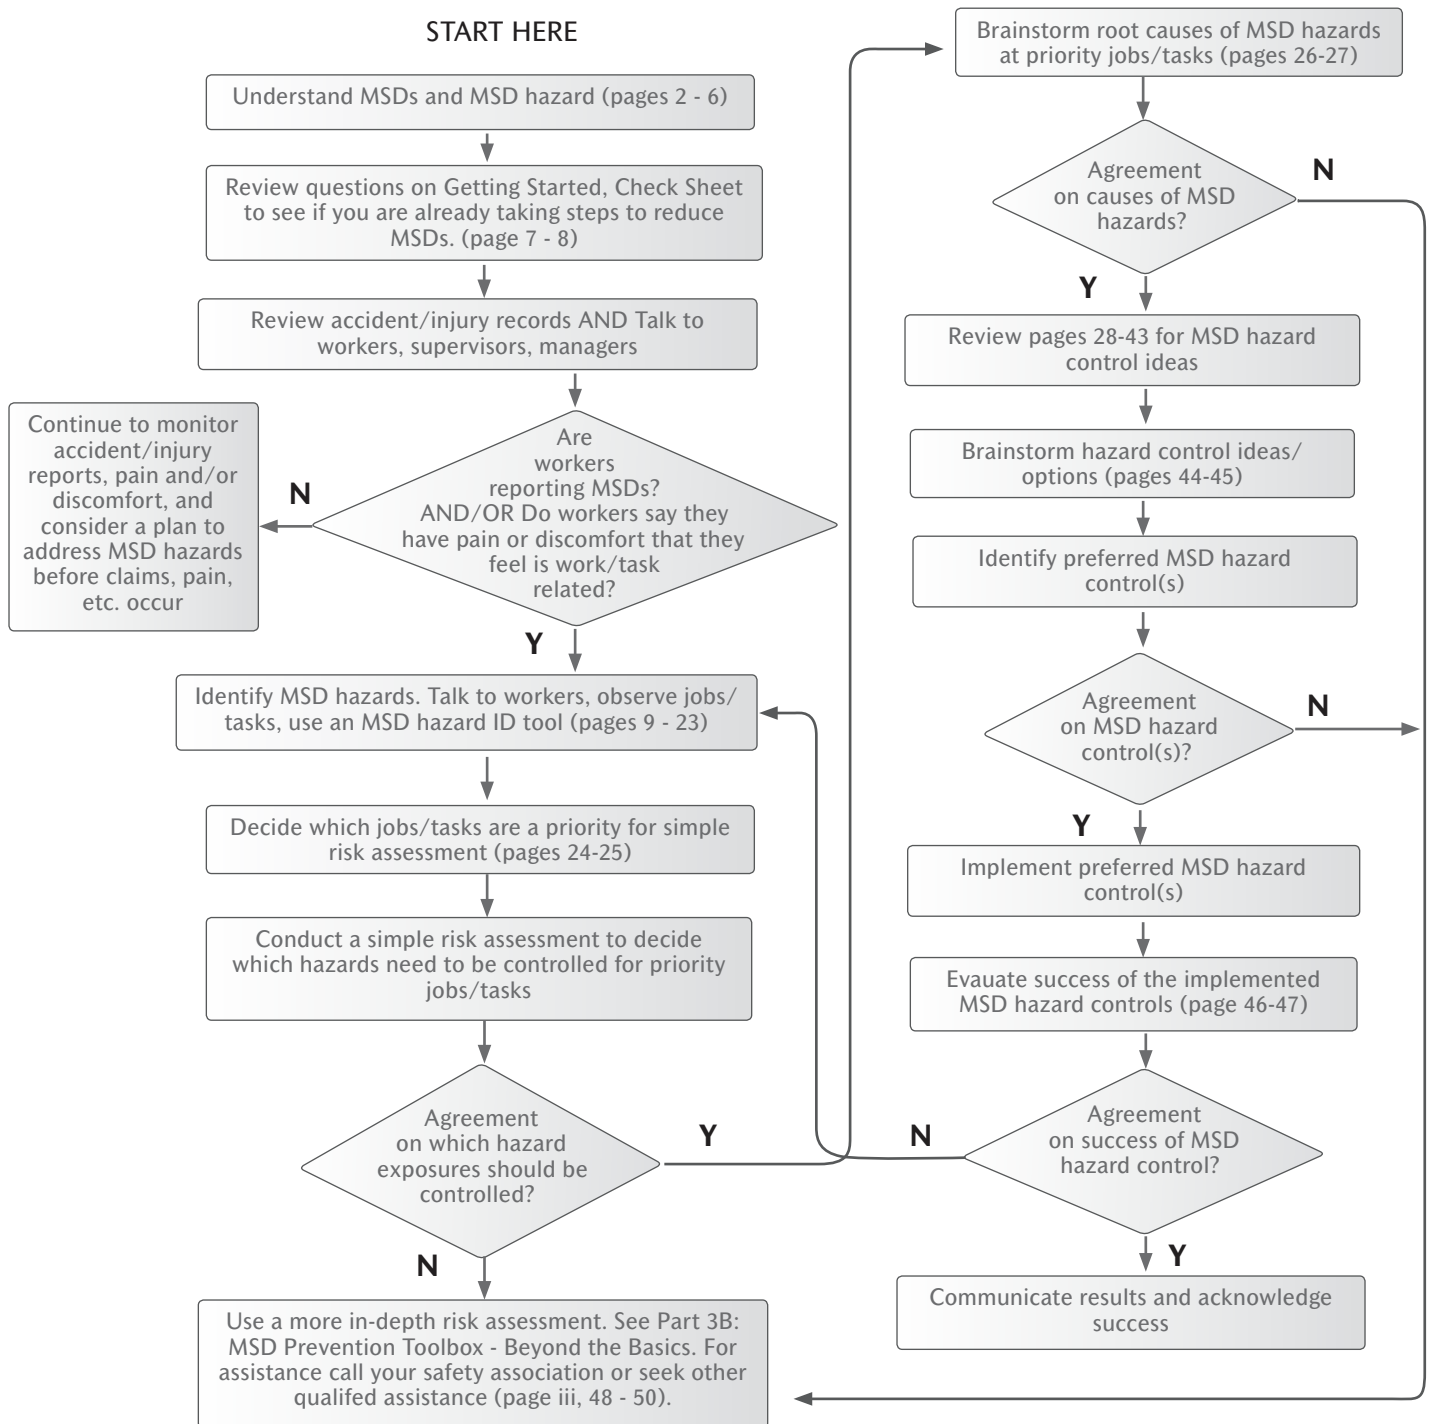 START HERE
Understand MSDs and MSD hazard (pages 2 - 6)
Review questions on Getting Started, Check Sheet
to see if you are already taking steps to reduce
MSDs. (page 7 - 8)
Review accident/injury records AND Talk to
workers, supervisors, managers
Are
workers
reporting MSDs?
AND/OR Do workers say they
have pain or discomfort that they
feel is work/task
related?
N
Continue to monitor
accident/injury
reports, pain and/or
discomfort, and
consider a plan to
address MSD hazards
before claims, pain,
etc. occur
Y
Identify MSD hazards. Talk to workers, observe jobs/
tasks, use an MSD hazard ID tool (pages 9 - 23)
Decide which jobs/tasks are a priority for simple
risk assessment (pages 24-25)
Conduct a simple risk assessment to decide
which hazards need to be controlled for priority
jobs/tasks
Agreement
on which hazard
exposures should be
controlled?
Y
N
Use a more in-depth risk assessment. See Part 3B:
MSD Prevention Toolbox - Beyond the Basics. For
assistance call your safety association or seek other
qualifed assistance (page iii, 48 - 50).
Brainstorm root causes of MSD hazards
at priority jobs/tasks (pages 26-27)
Agreement
on causes of MSD
hazards?
N
Y
Review pages 28-43 for MSD hazard
control ideas
Brainstorm hazard control ideas/
options (pages 44-45)
Identify preferred MSD hazard
control(s)
Agreement
on MSD hazard
control(s)?
N
Y
Implement preferred MSD hazard
control(s)
Evauate success of the implemented
MSD hazard controls (page 46-47)
Agreement
on success of MSD
hazard control?
N
Y
Communicate results and acknowledge
success